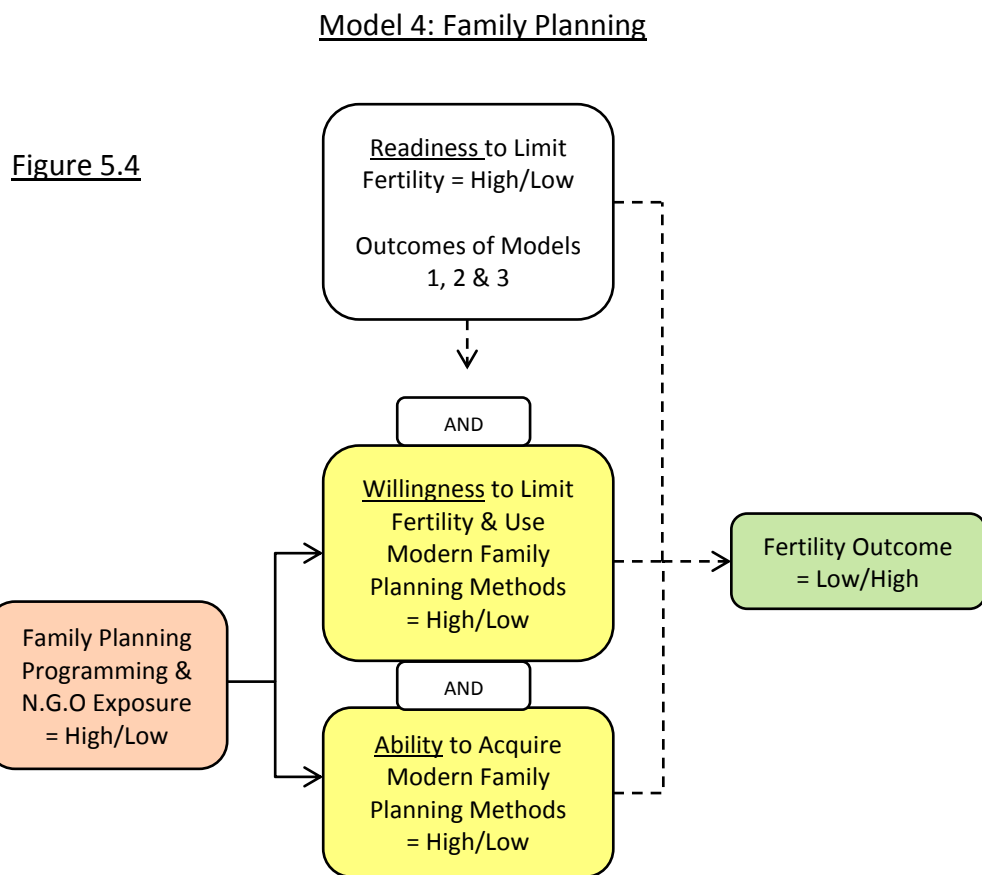 Model 4: Family Planning
Figure 5.4
Readiness to Limit
Fertility = High/Low
Outcomes of Models
1, 2 & 3
AND
Willingness to Limit
Fertility & Use
Modern Family
Planning Methods
= High/Low
Fertility Outcome
= Low/High
Family Planning
Programming &
N.G.O Exposure
= High/Low
AND
Ability to Acquire
Modern Family
Planning Methods
= High/Low